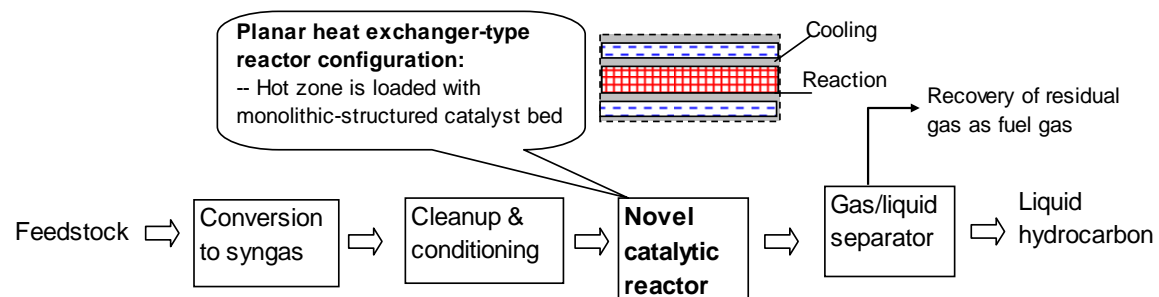 Planar heat exchanger-type
reactor configuration:
-- Hot zone is loaded with
monolithic-structured catalyst bed
Cooling
Reaction
Recovery of residual
gas as fuel gas
Feedstock
Conversion
to syngas
Cleanup &
conditioning
Novel
catalytic
reactor
Gas/liquid
separator
Liquid
hydrocarbon